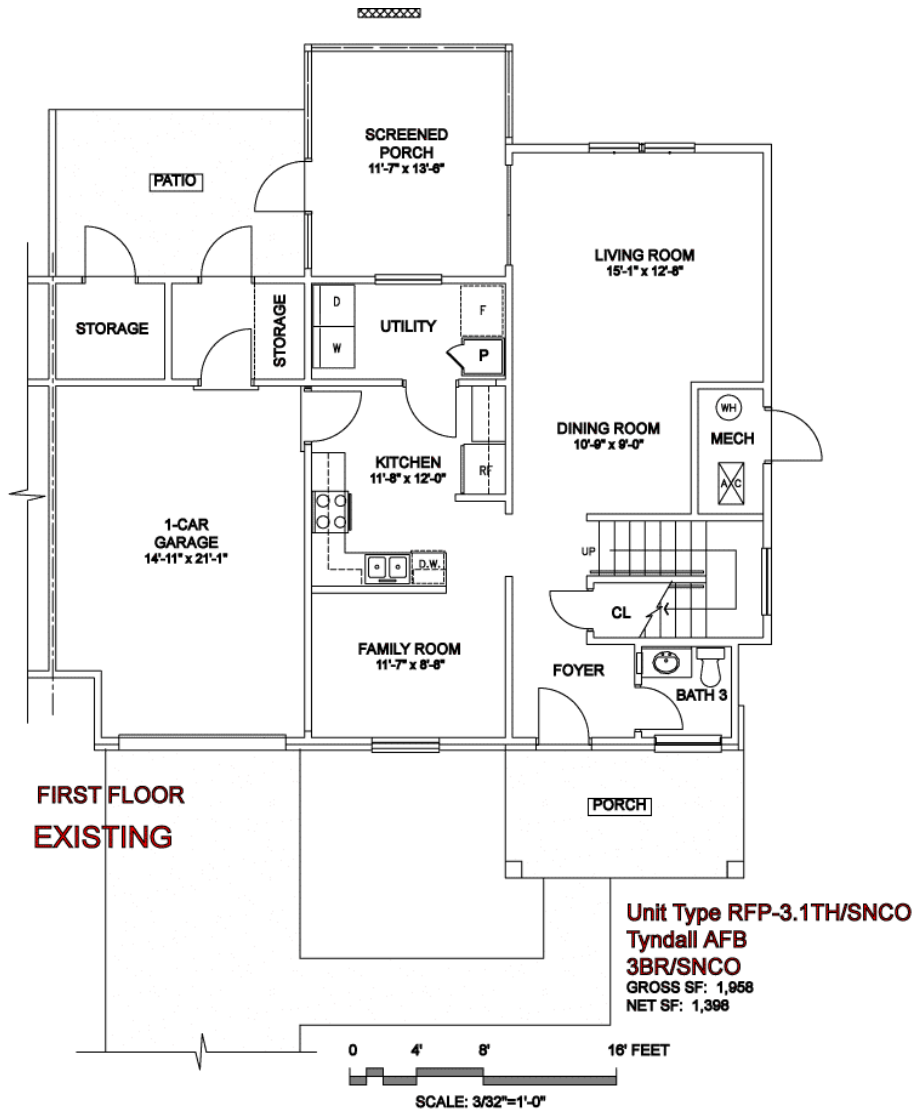 SCREENED
PORCH
11'-7" x 13'-6"
PATIO
LIVING ROOM
15'-1" x 12'-8"
STORAGE
STORAGE
D
W
UTILITY
F
P
WH
MECH
A C
DINING ROOM
10'-9" x 9'-0"
KITCHEN
11'-8" x 12'-0"
RF
1-CAR
GARAGE
14'-11" x 21'-1"
UP
D.W.
CL
FAMILY ROOM
11'-7" x 8'-8"
FOYER
BATH 3
FIRST FLOOR
EXISTING
PORCH
Unit Type RFP-3.1TH/SNCO
Tyndall AFB
3BR/SNCO
GROSS SF: 1,958
NET SF: 1,398
0 4' 8' 16' FEET
SCALE: 3/32"=1'-0"